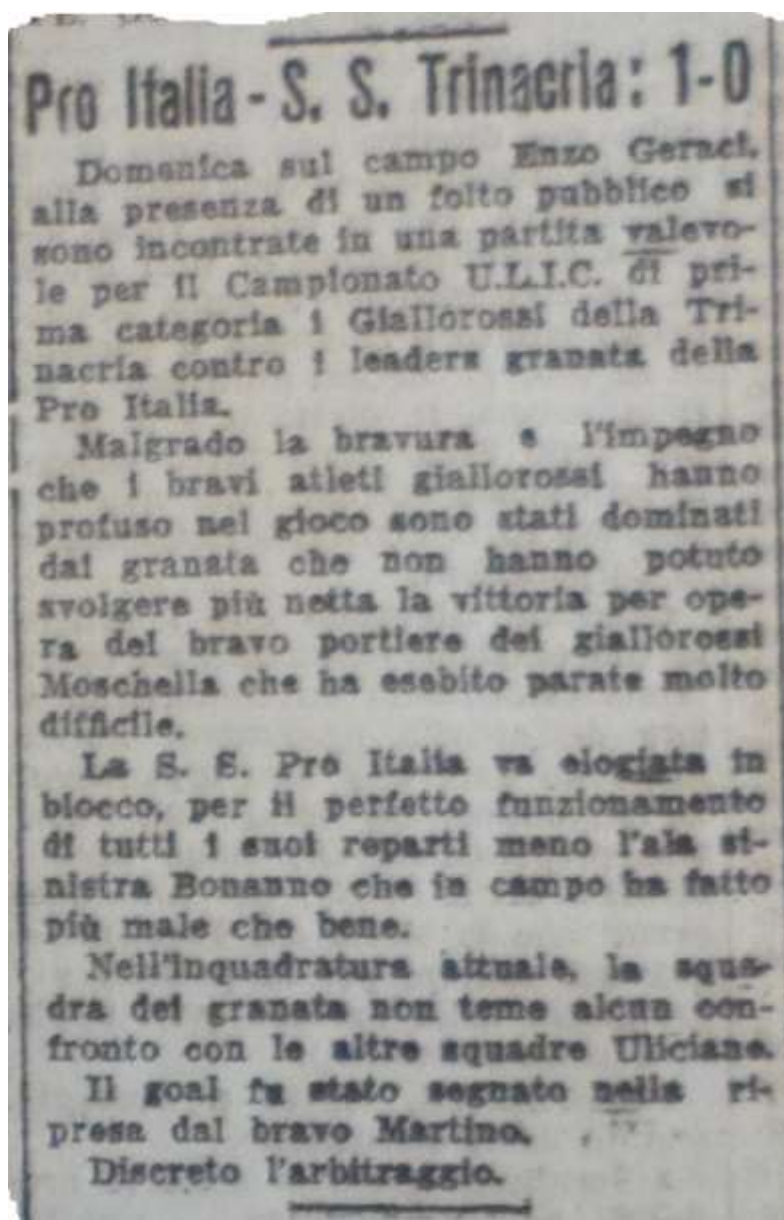 Pro Italia - S. S. Trinacria: 1-0
Domenica sul campo Enzo Geraci,
alla presenza di un folto pubblico si
sono incontrate in una partita valevo-
le per il Campionato U.L.I.C. di pri-
ma categoria i Giallorossi della Tri-
nacria contro i leaders granata della
Pro Italia.
Malgrado la bravura e l'impegno
che i bravi atleti giallorossi hanno
profuso nel gioco sono stati dominati
dai granata che non hanno potuto
svolgere più netta la vittoria per ope-
ra del bravo portiere dei giallorossi
Moschella che ha esebito parate molto
difficile.
La S. S. Pro Italia va elogiata in
blocco, per il perfetto funzionamento
di tutti i suoi reparti meno l'ala si-
nistra Bonanno che in campo ha fatto
più male che bene.
Nell'inquadratura attuale, la squa-
dra dei granata non teme alcun con-
fronto con le altre squadre Uliciane.
Il goal fu stato segnato nella ri-
presa dal bravo Martino.
Discreto l'arbitraggio.